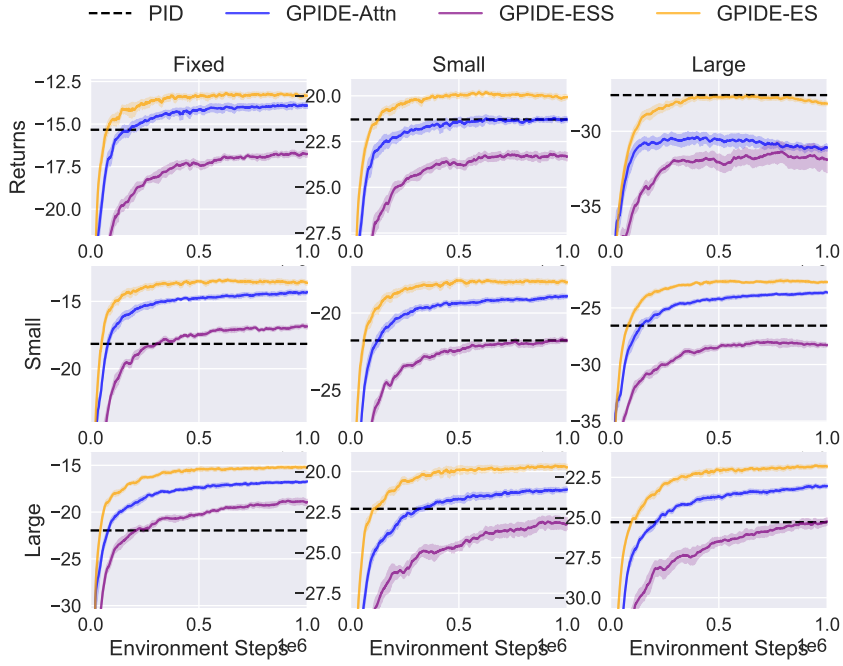 PID GPIDE-Attn GPIDE-ESS GPIDE-ES
Fixed Small Large
Returns
−12.5
−15.0
−17.5
−20.0
0.0 0.5 1.0
−20.0
−22.5
−25.0
−27.5
0.0 0.5 1.0
−30
−35
0.0 0.5 1.0
Small
−15
−20
0.0 0.5 1.0
−20
−25
0.0 0.5 1.0
−25
−30
−35
0.0 0.5 1.0
Large
−15
−20
−25
−30
0.0 0.5 1.0
Environment Steps 1e6
−20.0
−22.5
−25.0
−27.5
0.0 0.5 1.0
Environment Steps 1e6
−22.5
−25.0
−27.5
−30.0
0.0 0.5 1.0
Environment Steps 1e6